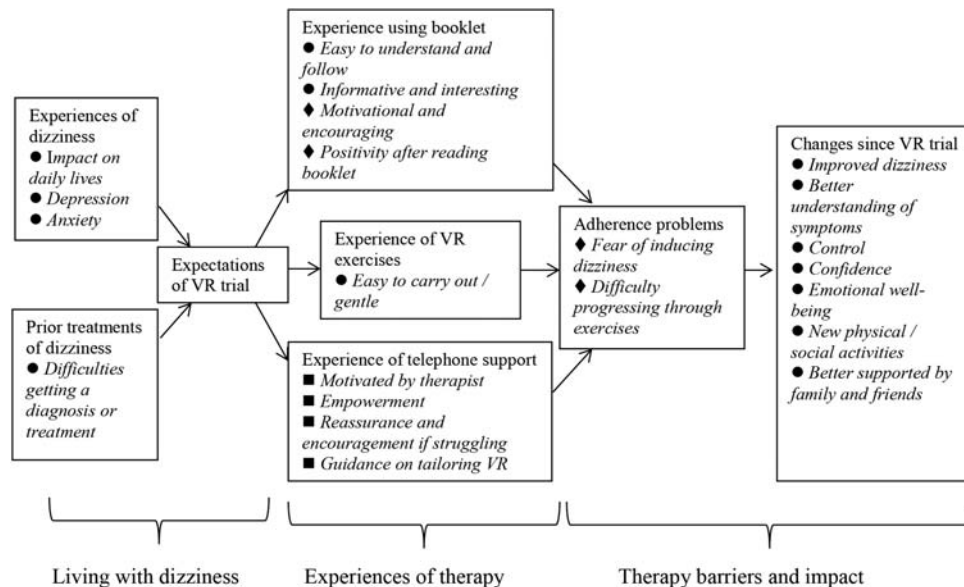 Experiences of
dizziness
● Impact on
daily lives
● Depression
● Anxiety
Prior treatments
of dizziness
● Difficulties
getting a
diagnosis or
treatment
Expectations
of VR trial
Experience using booklet
● Easy to understand and
follow
● Informative and interesting
♦ Motivational and
encouraging
♦ Positivity after reading
booklet
Experience of VR
exercises
● Easy to carry out /
gentle
Experience of telephone support
■ Motivated by therapist
■ Empowerment
■ Reassurance and
encouragement if struggling
■ Guidance on tailoring VR
Adherence problems
♦ Fear of inducing
dizziness
♦ Difficulty
progressing through
exercises
Changes since VR trial
● Improved dizziness
● Better
understanding of
symptoms
● Control
● Confidence
● Emotional well-
being
● New physical /
social activities
● Better supported by
family and friends
Living with dizziness
Experiences of therapy
Therapy barriers and impact